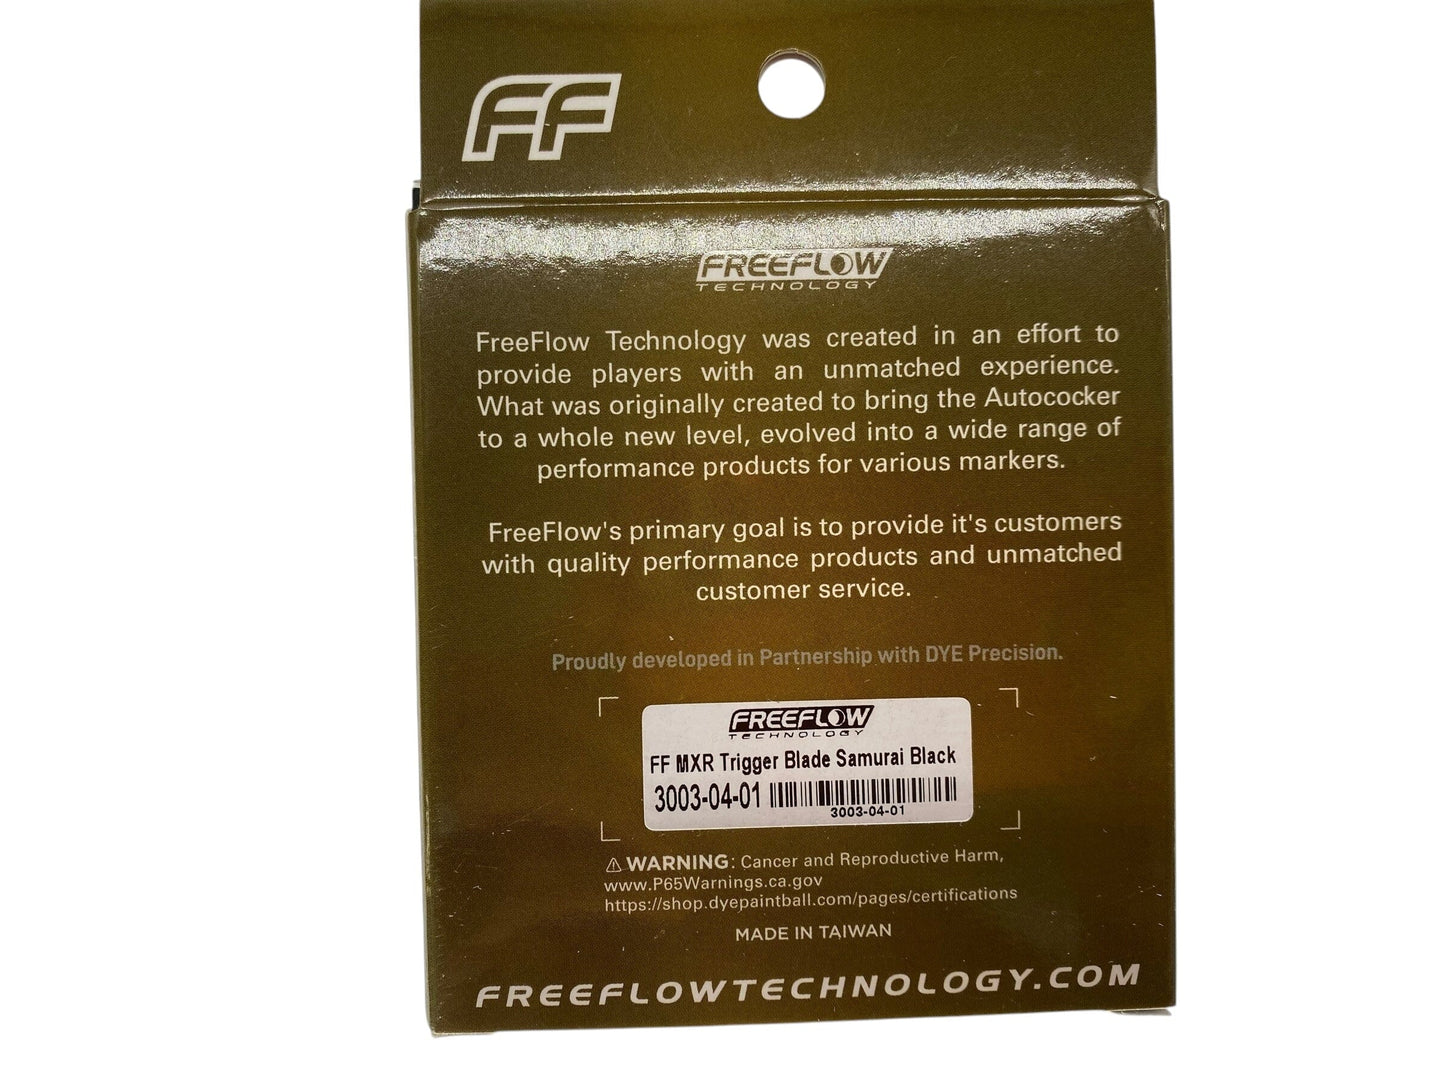 FF
FREEFLOW
TECHNOLOGY
FreeFlow Technology was created in an effort to
provide players with an unmatched experience.
What was originally created to bring the Autococker
to a whole new level, evolved into a wide range of
performance products for various markers.
FreeFlow's primary goal is to provide it's customers
with quality performance products and unmatched
customer service.
Proudly developed in Partnership with DYE Precision.
FREEFLOW
TECHNOLOGY
FF MXR Trigger Blade Samurai Black
3003-04-01
3003-04-01
⚠ WARNING: Cancer and Reproductive Harm,
www.P65Warnings.ca.gov
https://shop.dyepaintball.com/pages/certifications
MADE IN TAIWAN
FREEFLOWTECHNOLOGY.COM